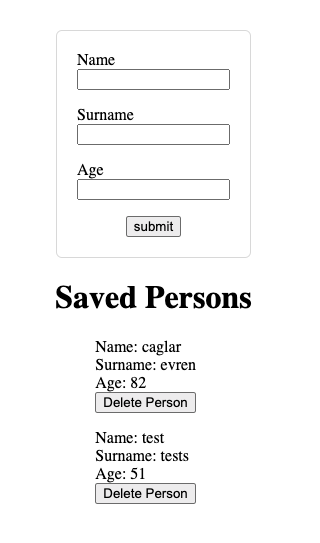 Name
Surname
Age
submit
Saved Persons
Name: caglar
Surname: evren
Age: 82
Delete Person
Name: test
Surname: tests
Age: 51
Delete Person